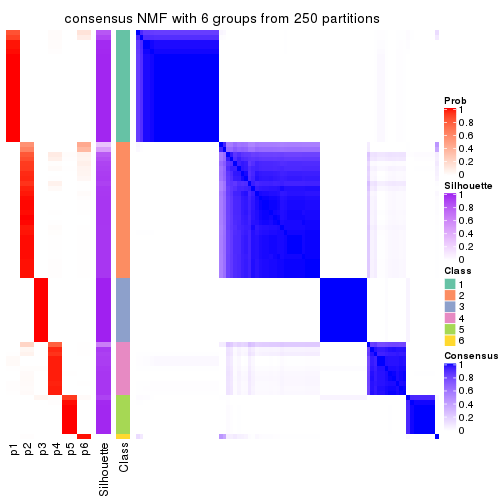 consensus NMF with 6 groups from 250 partitions
Prob
1
0.8
0.6
0.4
0.2
0
Silhouette
1
0.8
0.6
0.4
0.2
0
Class
1
2
3
4
5
6
Consensus
1
0.8
0.6
0.4
0.2
0
p1
p2
p3
p4
p5
p6
Silhouette
Class